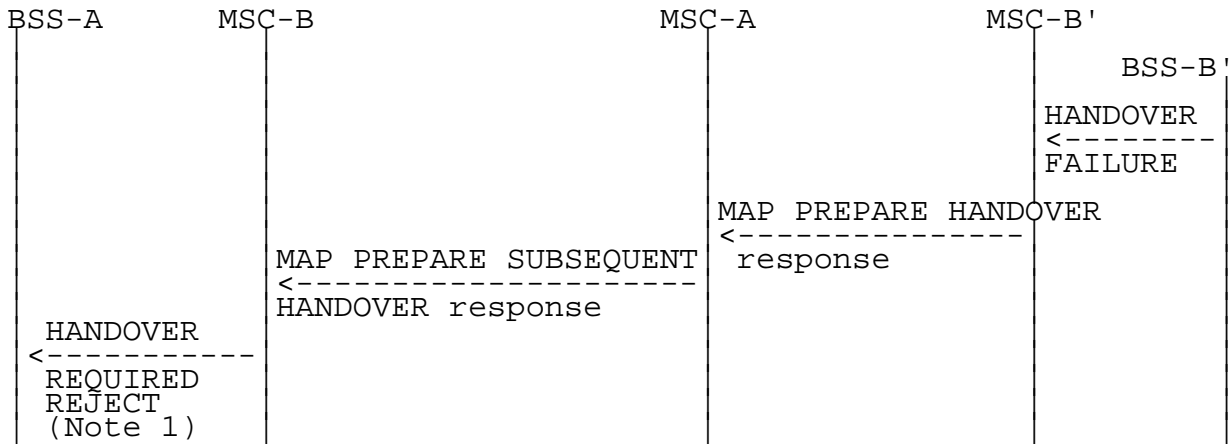 BSS-A MSC-B MSC-A MSC-B'
BSS-B'
HANDOVER
<--------
FAILURE
MAP PREPARE HANDOVER
<---------------
response
MAP PREPARE SUBSEQUENT
<--------------------
HANDOVER response
HANDOVER
<-----------
REQUIRED
REJECT
(Note 1)